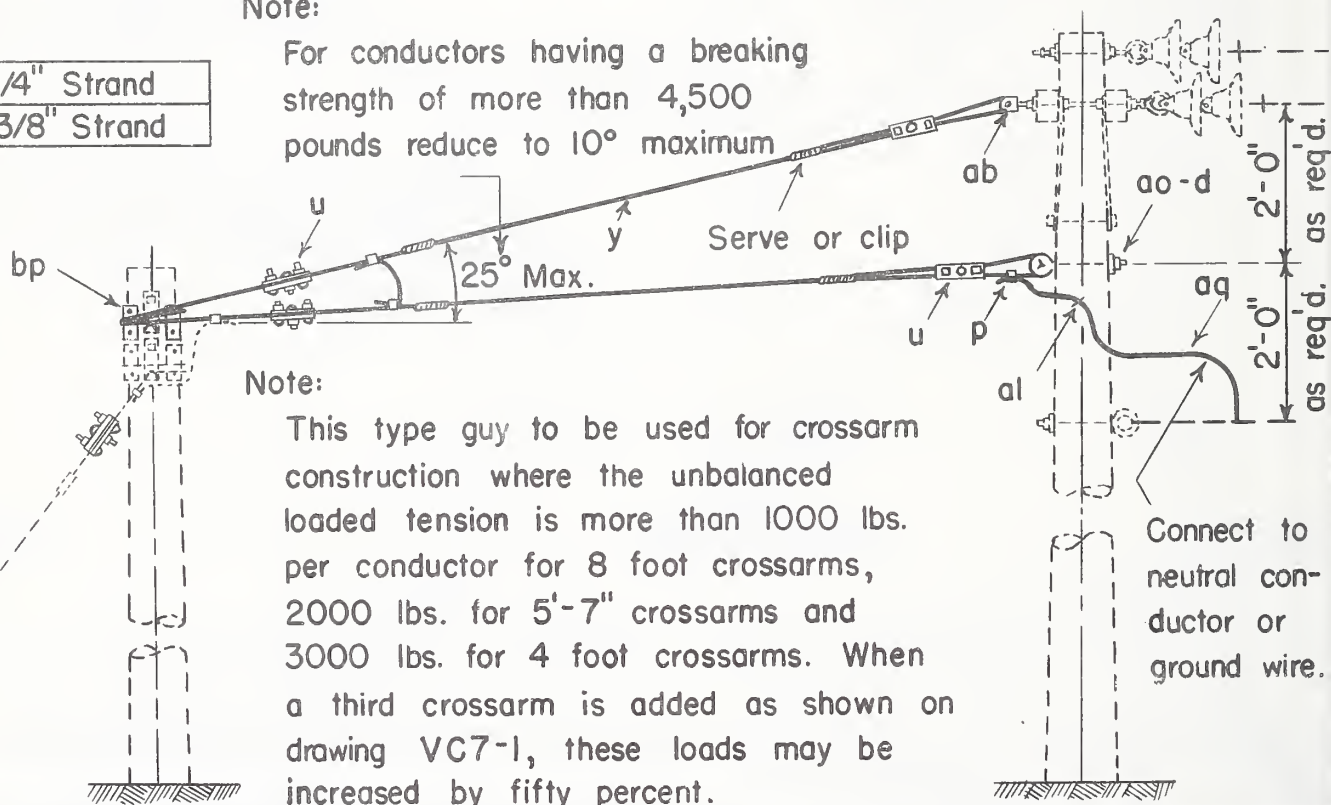 Note:
For conductors having a breaking
strength of more than 4,500
pounds reduce to 10° maximum
/4" Strand
3/8" Strand
u
bp
y
Serve or clip
ab
ao-d
2'-0"
as req'd.
25° Max.
u
p
aq
al
2'-0"
as req'd.
Note:
This type guy to be used for crossarm
construction where the unbalanced
loaded tension is more than 1000 lbs.
per conductor for 8 foot crossarms,
2000 lbs. for 5'-7" crossarms and
3000 lbs. for 4 foot crossarms. When
a third crossarm is added as shown on
drawing VC7-1, these loads may be
increased by fifty percent.
Connect to
neutral con-
ductor or
ground wire.